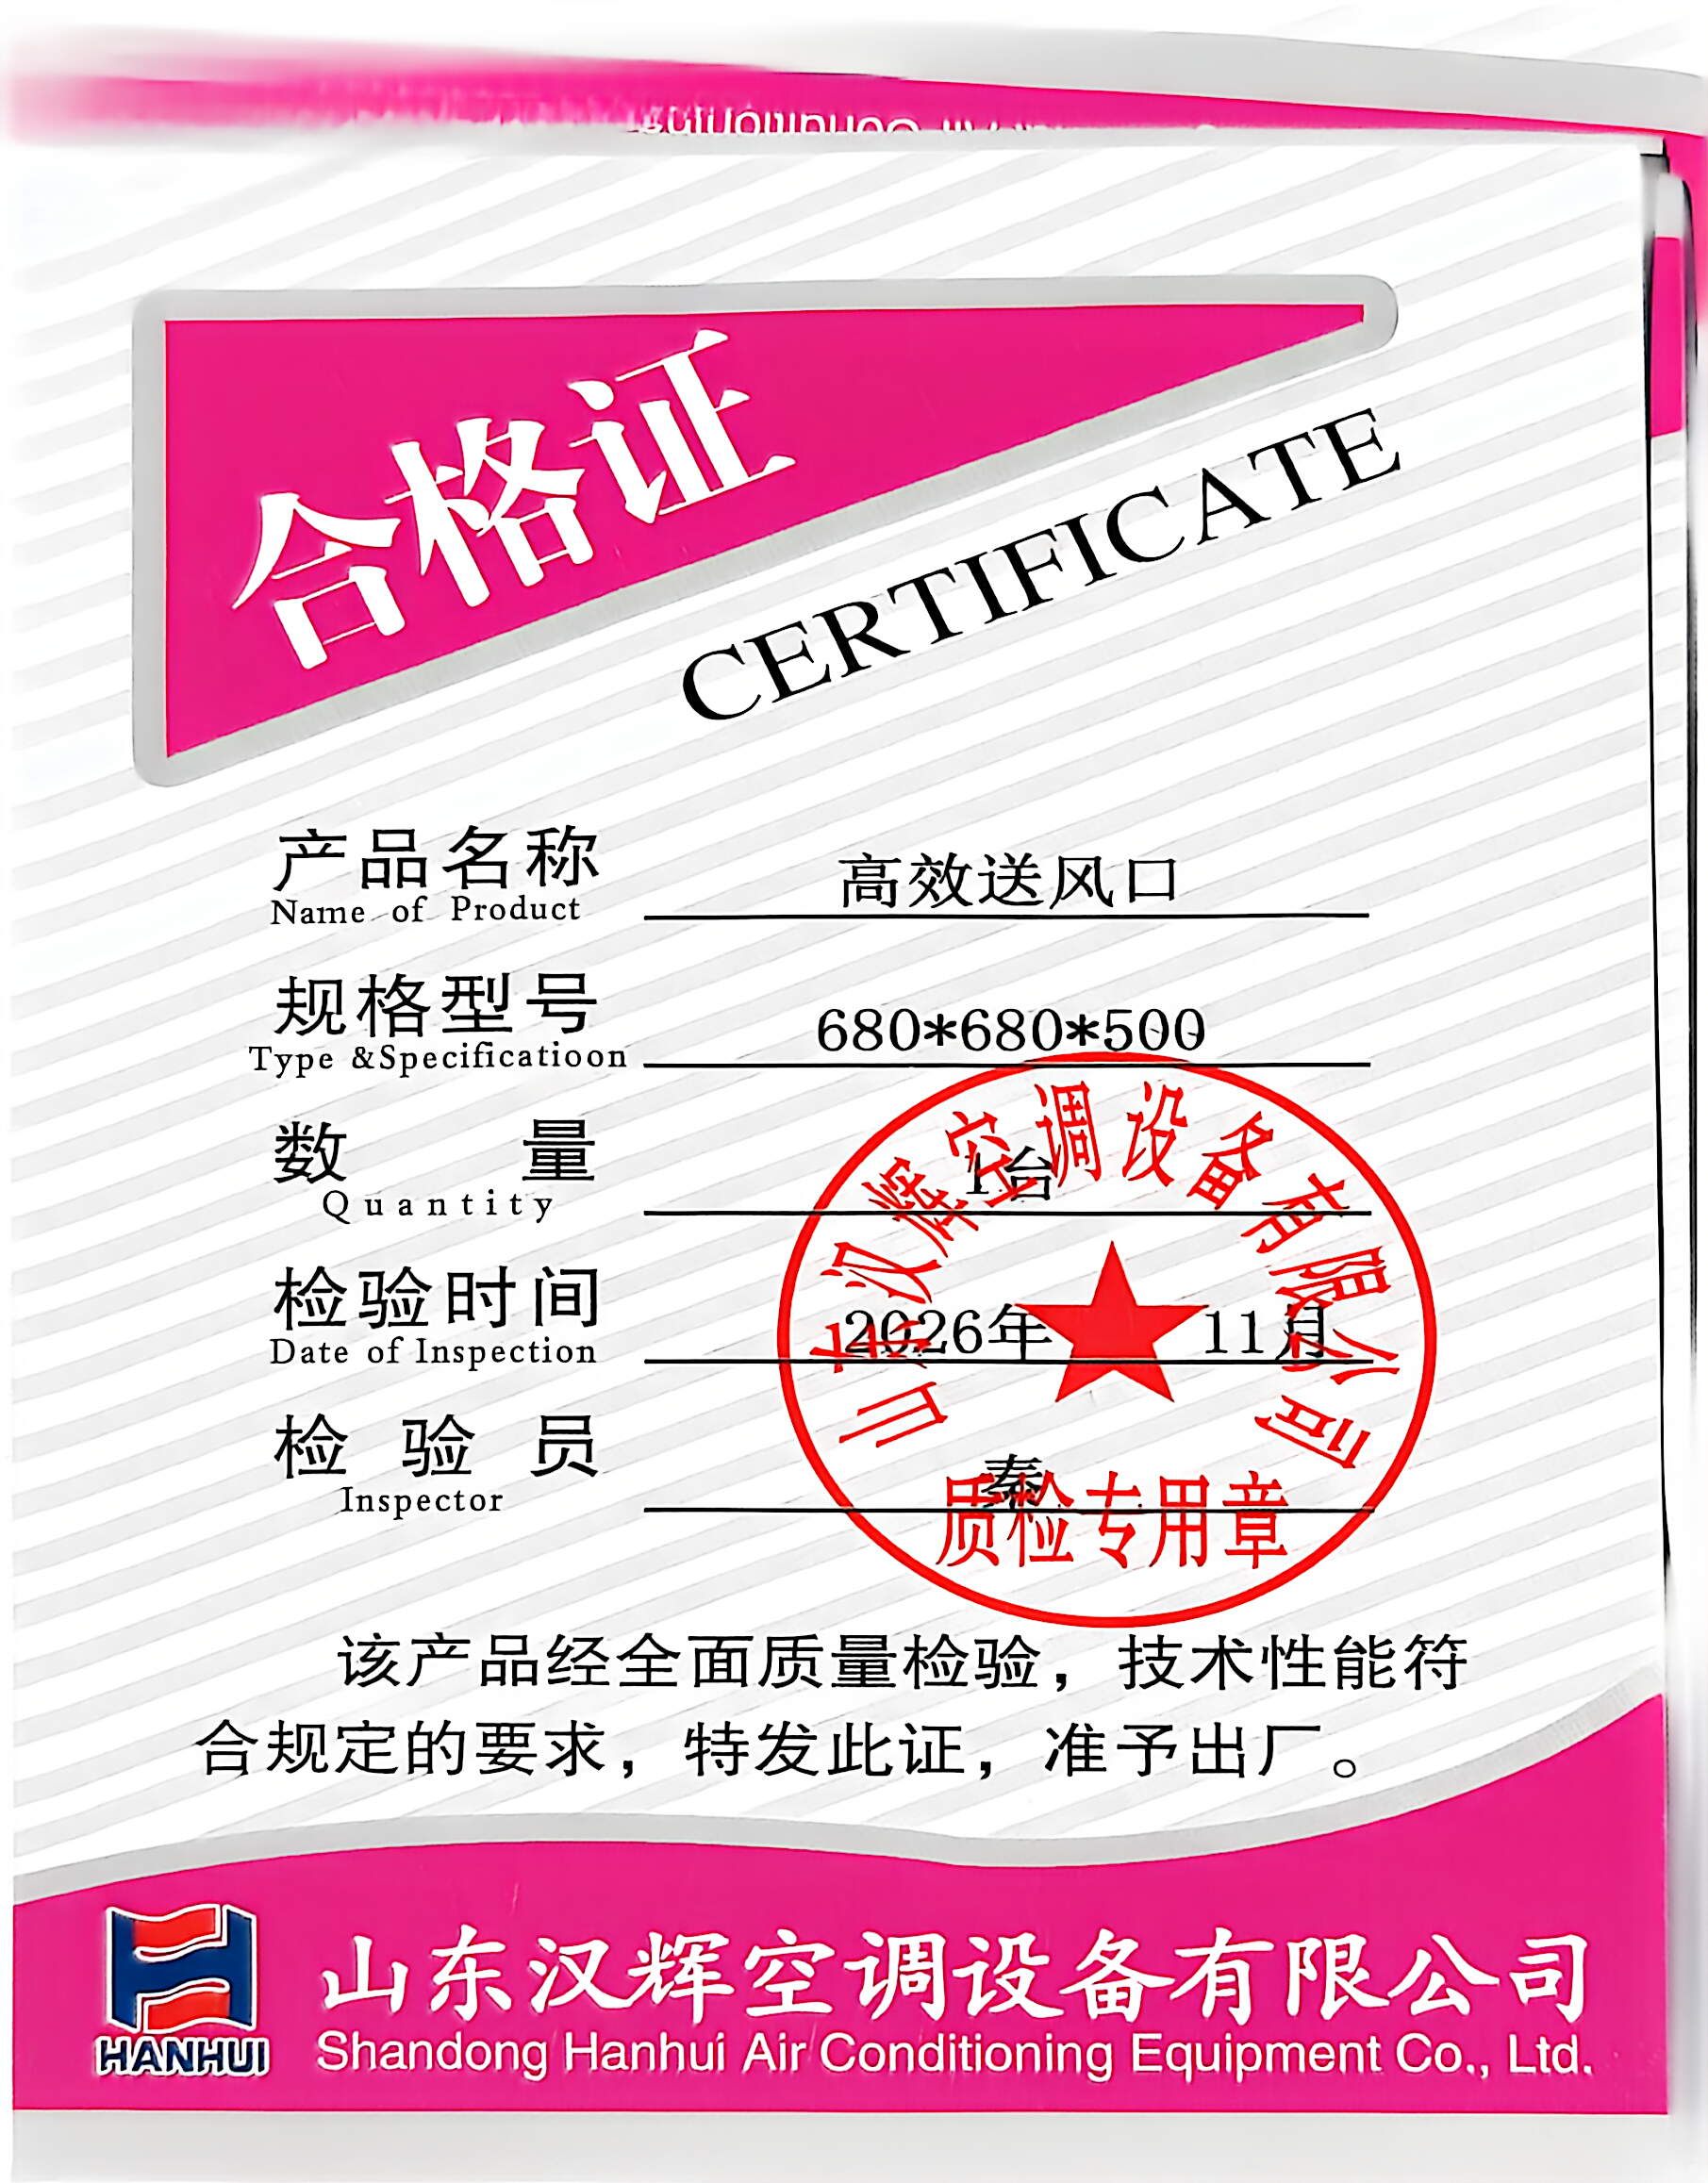 合格证
CERTIFICATE
产品名称 高效送风口
Name of Product
规格型号 680*680*500
Type &Specificatioon
数量 1台
Quantity
检验时间 2026年 11月
Date of Inspection
检验员 秦
Inspector
山东汉辉空调设备有限公司
质检专用章
该产品经全面质量检验，技术性能符
合规定的要求，特发此证，准予出厂。
山东汉辉空调设备有限公司
HANHUI Shandong Hanhui Air Conditioning Equipment Co., Ltd.